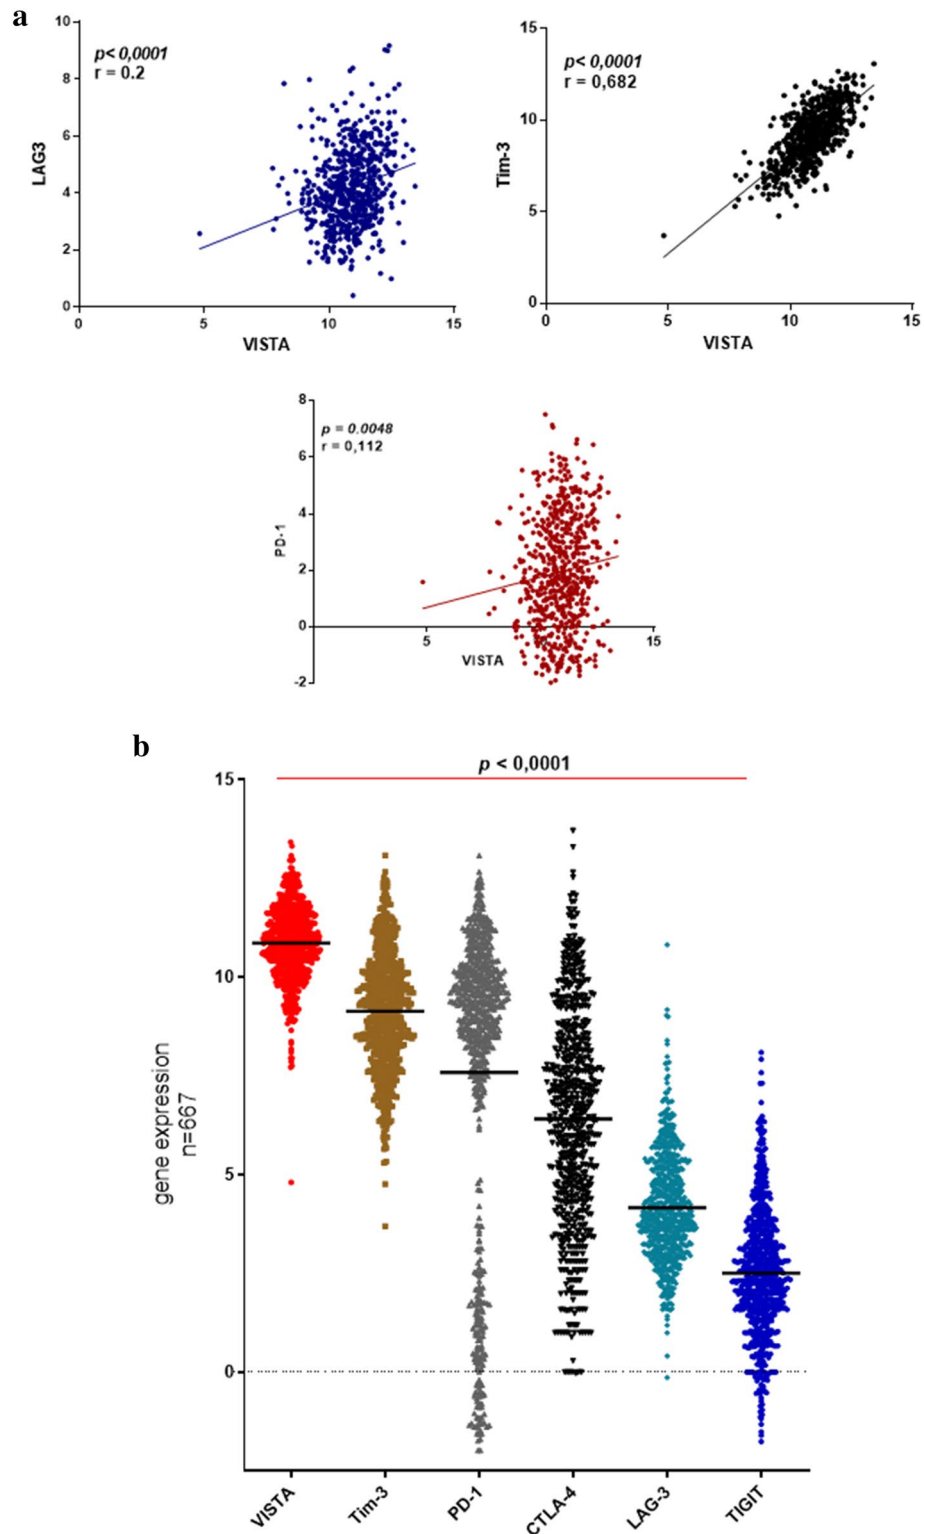 a
10
8
6
4
2
0
LAG3
p< 0,0001
r = 0.2
0 5 10 15
VISTA
15
10
5
0
Tim-3
p< 0,0001
r = 0,682
0 5 10 15
VISTA
8
6
4
2
0
-2
PD-1
p = 0.0048
r = 0,112
5 15
VISTA
b
p < 0,0001
15
10
5
0
gene expression
n=667
VISTA Tim-3 PD-1 CTLA-4 LAG-3 TIGIT